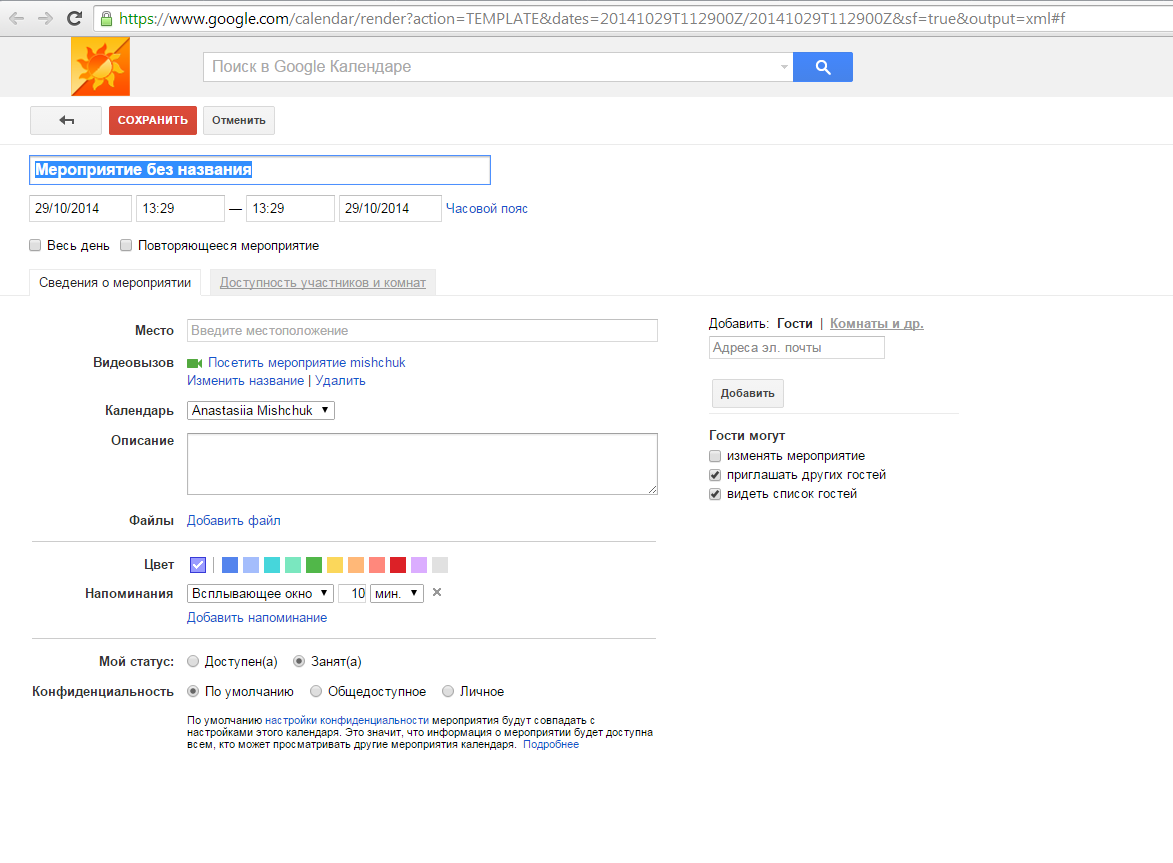 https://www.google.com/calendar/render?action=TEMPLATE&dates=20141029T112900Z/20141029T112900Z&sf=true&output=xml#f
Поиск в Google Календаре
СОХРАНИТЬ Отменить
Мероприятие без названия
29/10/2014 13:29 — 13:29 29/10/2014 Часовой пояс
Весь день Повторяющееся мероприятие
Сведения о мероприятии Доступность участников и комнат
Место Введите местоположение
Видеовызов Посетить мероприятие mishchuk
Изменить название | Удалить
Календарь Anastasiia Mishchuk
Описание
Файлы Добавить файл
Цвет
Напоминания Всплывающее окно 10 мин.
Добавить напоминание
Мой статус: Доступен(а) Занят(а)
Конфиденциальность По умолчанию Общедоступное Личное
По умолчанию настройки конфиденциальности мероприятия будут совпадать с
настройками этого календаря. Это значит, что информация о мероприятии будет доступна
всем, кто может просматривать другие мероприятия календаря. Подробнее
Добавить: Гости | Комнаты и др.
Адреса эл. почты
Добавить
Гости могут
изменять мероприятие
приглашать других гостей
видеть список гостей